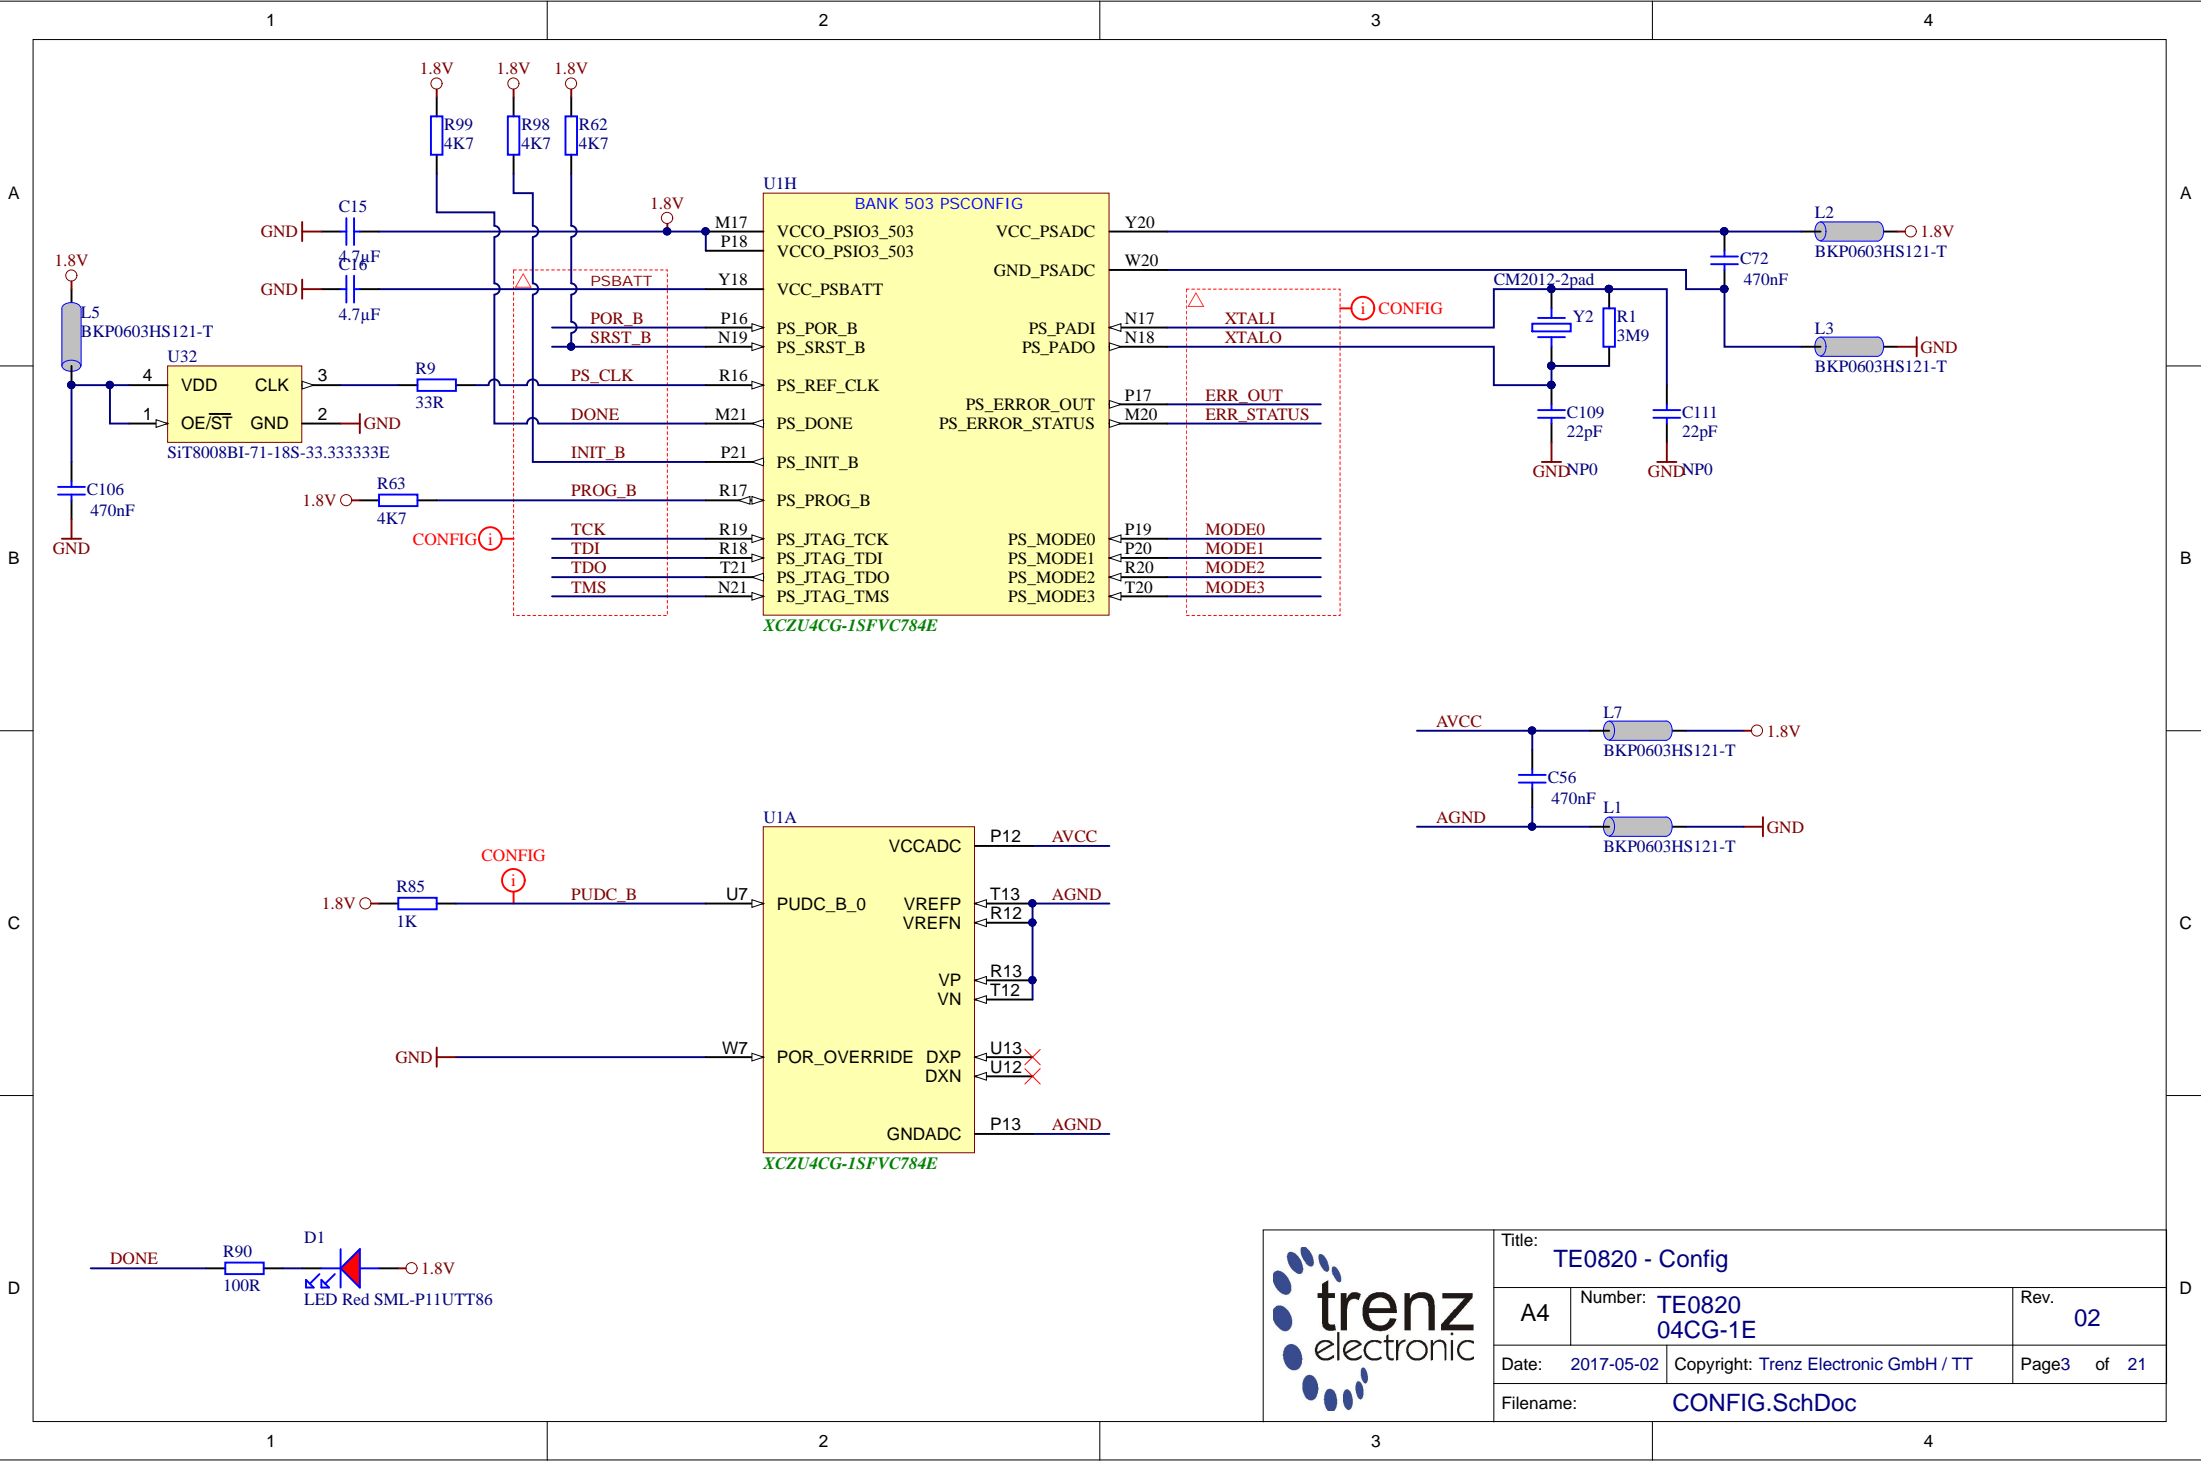 1 2 3 4
1.8V 1.8V 1.8V
R99 4K7
R98 4K7
R62 4K7
A A
U1H
BANK 503 PSCONFIG
C15
GND
4.7µF
1.8V
M17 VCCO_PSIO3_503
P18 VCCO_PSIO3_503
C16
GND
4.7µF
PSBATT Y18 VCC_PSBATT
POR_B P16 PS_POR_B
SRST_B N19 PS_SRST_B
PS_CLK R16 PS_REF_CLK
DONE M21 PS_DONE
INIT_B P21 PS_INIT_B
PROG_B R17 PS_PROG_B
TCK R19 PS_JTAG_TCK
TDI R18 PS_JTAG_TDI
TDO T21 PS_JTAG_TDO
TMS N21 PS_JTAG_TMS
CONFIG i
VCC_PSADC Y20
GND_PSADC W20
PS_PADI N17 XTALI
PS_PADO N18 XTALO
PS_ERROR_OUT P17 ERR_OUT
PS_ERROR_STATUS M20 ERR_STATUS
PS_MODE0 P19 MODE0
PS_MODE1 P20 MODE1
PS_MODE2 R20 MODE2
PS_MODE3 T20 MODE3
i CONFIG
XCZU4CG-1SFVC784E
1.8V
L5
BKP0603HS121-T
U32
4 VDD CLK 3
1 OE/ST GND 2 GND
SiT8008BI-71-18S-33.333333E
R9
33R
C106
470nF
GND
1.8V R63
4K7
L2
1.8V
BKP0603HS121-T
C72
470nF
L3
GND
BKP0603HS121-T
CM2012-2pad
Y2
R1
3M9
C109
22pF
GND NP0
C111
22pF
GND NP0
B B
AVCC L7 1.8V
BKP0603HS121-T
C56
470nF
AGND L1 GND
BKP0603HS121-T
U1A
VCCADC P12 AVCC
CONFIG
i
1.8V R85 PUDC_B U7 PUDC_B_0
1K
VREFP T13 AGND
VREFN R12
VP R13
VN T12
GND W7 POR_OVERRIDE
DXP U13
DXN U12
GNDADC P13 AGND
XCZU4CG-1SFVC784E
C C
DONE R90 D1 1.8V
100R
LED Red SML-P11UTT86
D D
trenz
electronic
Title:
TE0820 - Config
A4 Number: TE0820
04CG-1E
Rev.
02
Date: 2017-05-02 Copyright: Trenz Electronic GmbH / TT Page3 of 21
Filename: CONFIG.SchDoc
1 2 3 4